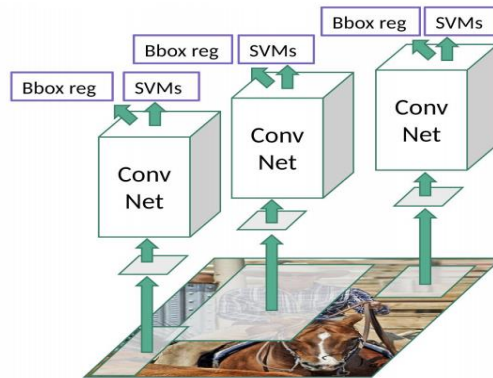 Bbox reg SVMs
Bbox reg SVMs
Bbox reg SVMs
Conv
Net
Conv
Net
Conv
Net